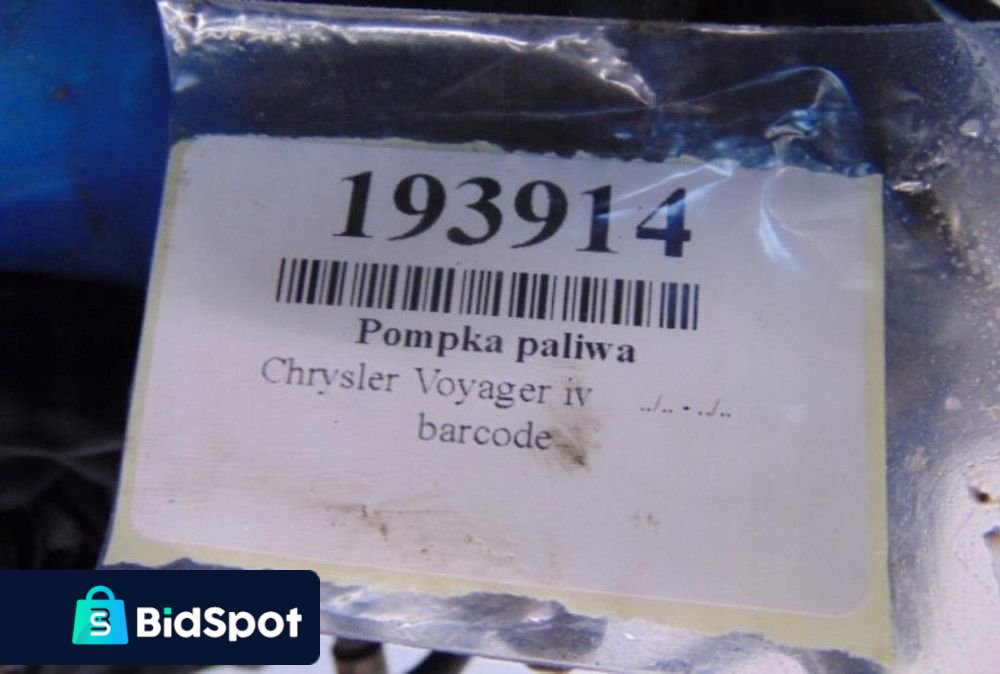 193914
Pompka paliwa
Chrysler Voyager iv ../.. - ../..
barcode
BidSpot